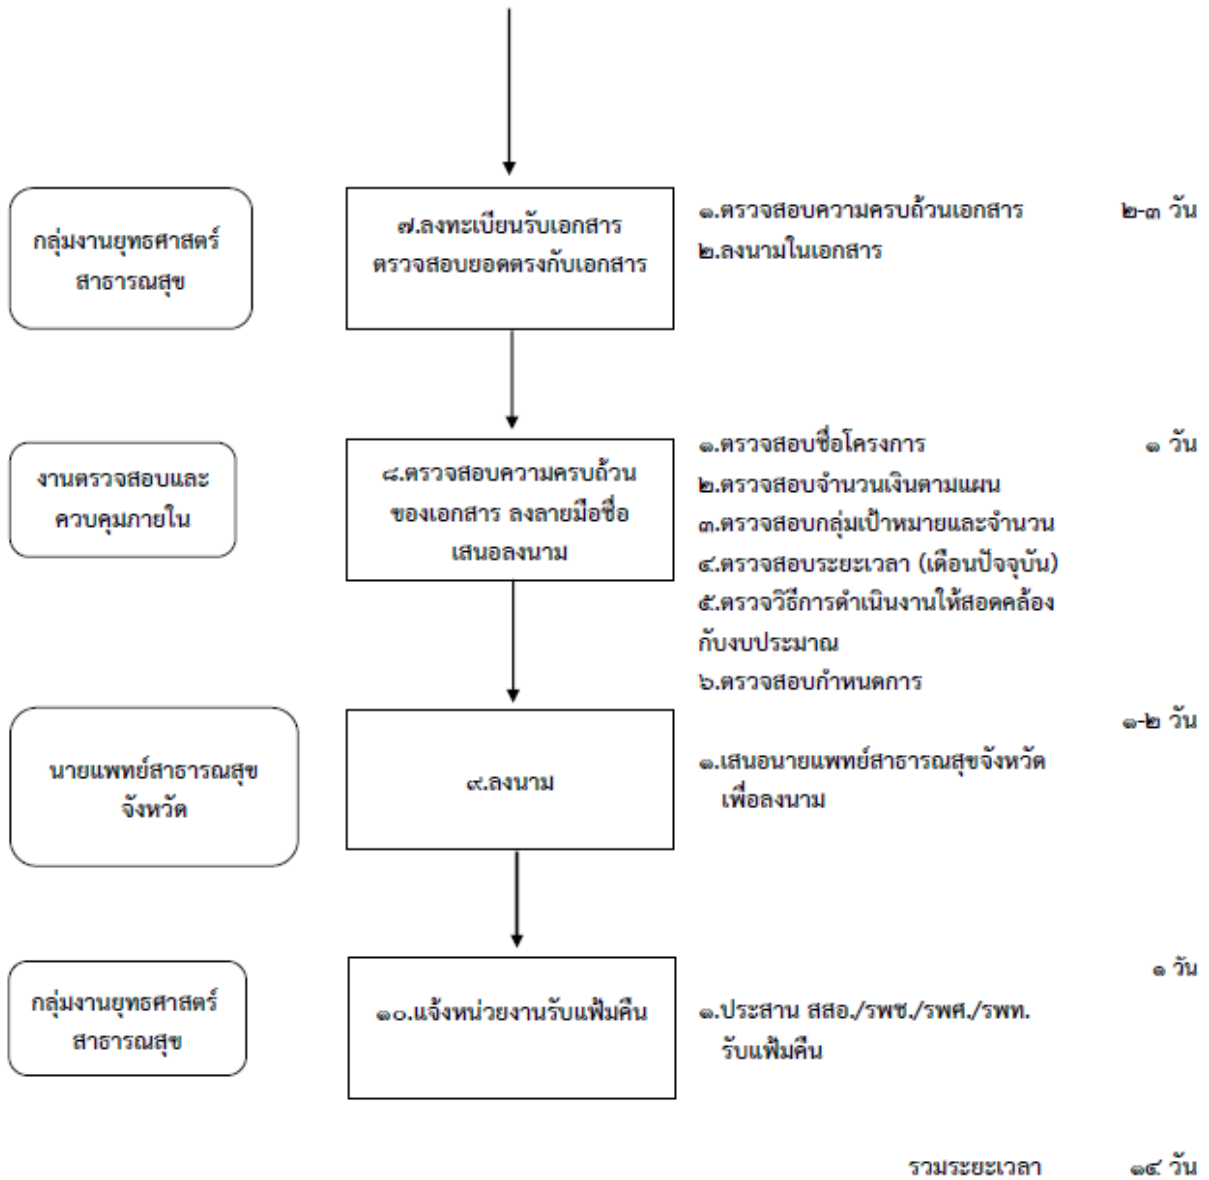 กลุ่มงานยุทธศาสตร์
สาธารณสุข
๗.ลงทะเบียนรับเอกสาร
ตรวจสอบยอดตรงกับเอกสาร
๑.ตรวจสอบความครบถ้วนเอกสาร
๒.ลงนามในเอกสาร
๒-๓ วัน
งานตรวจสอบและ
ควบคุมภายใน
๘.ตรวจสอบความครบถ้วน
ของเอกสาร ลงลายมือชื่อ
เสนอลงนาม
๑.ตรวจสอบชื่อโครงการ
๒.ตรวจสอบจำนวนเงินตามแผน
๓.ตรวจสอบกลุ่มเป้าหมายและจำนวน
๔.ตรวจสอบระยะเวลา (เดือนปัจจุบัน)
๕.ตรวจวิธีการดำเนินงานให้สอดคล้อง
กับงบประมาณ
๖.ตรวจสอบกำหนดการ
๑ วัน
นายแพทย์สาธารณสุข
จังหวัด
๙.ลงนาม
๑.เสนอนายแพทย์สาธารณสุขจังหวัด
เพื่อลงนาม
๑-๒ วัน
กลุ่มงานยุทธศาสตร์
สาธารณสุข
๑๐.แจ้งหน่วยงานรับแฟ้มคืน
๑.ประสาน สสอ./รพช./รพศ./รพท.
รับแฟ้มคืน
๑ วัน
รวมระยะเวลา ๑๔ วัน